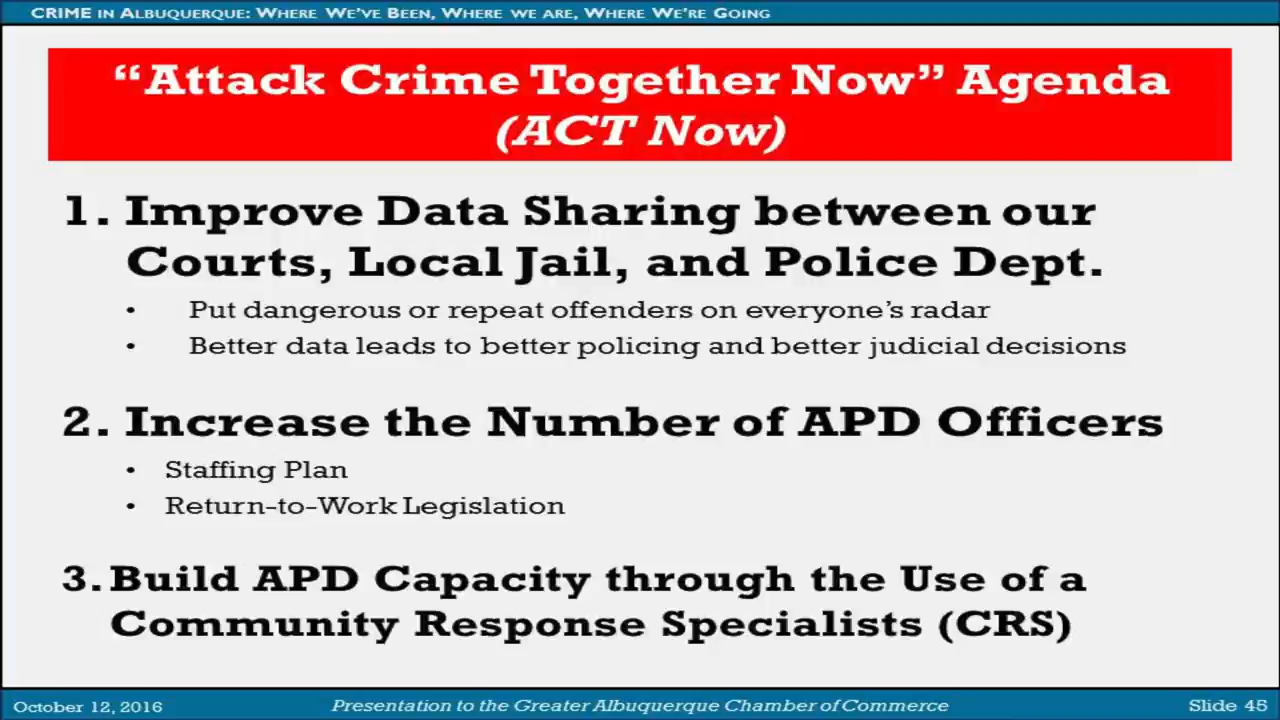 CRIME IN ALBUQUERQUE: WHERE WE'VE BEEN, WHERE WE ARE, WHERE WE'RE GOING
“Attack Crime Together Now” Agenda
(ACT Now)
1. Improve Data Sharing between our
Courts, Local Jail, and Police Dept.
• Put dangerous or repeat offenders on everyone’s radar
• Better data leads to better policing and better judicial decisions
2. Increase the Number of APD Officers
• Staffing Plan
• Return-to-Work Legislation
3. Build APD Capacity through the Use of a
Community Response Specialists (CRS)
October 12, 2016 Presentation to the Greater Albuquerque Chamber of Commerce Slide 45